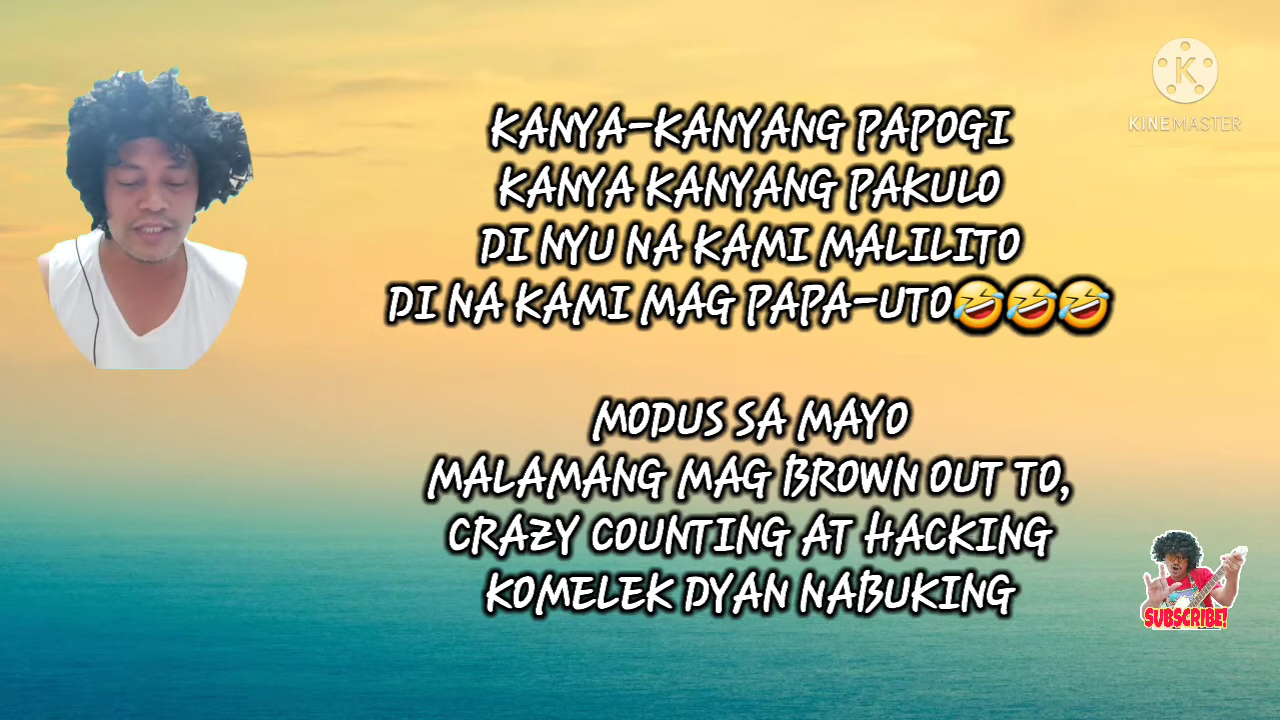 KANYA-KANYANG PAPOGI
KANYA KANYANG PAKULO
DI NYU NA KAMI MALILITO
DI NA KAMI MAG PAPA-UTO🤣🤣🤣
MODUS SA MAYO
MALAMANG MAG BROWN OUT TO,
CRAZY COUNTING AT HACKING
KOMELEK DYAN NABUKING
K
KINEMASTER
SUBSCRIBE!